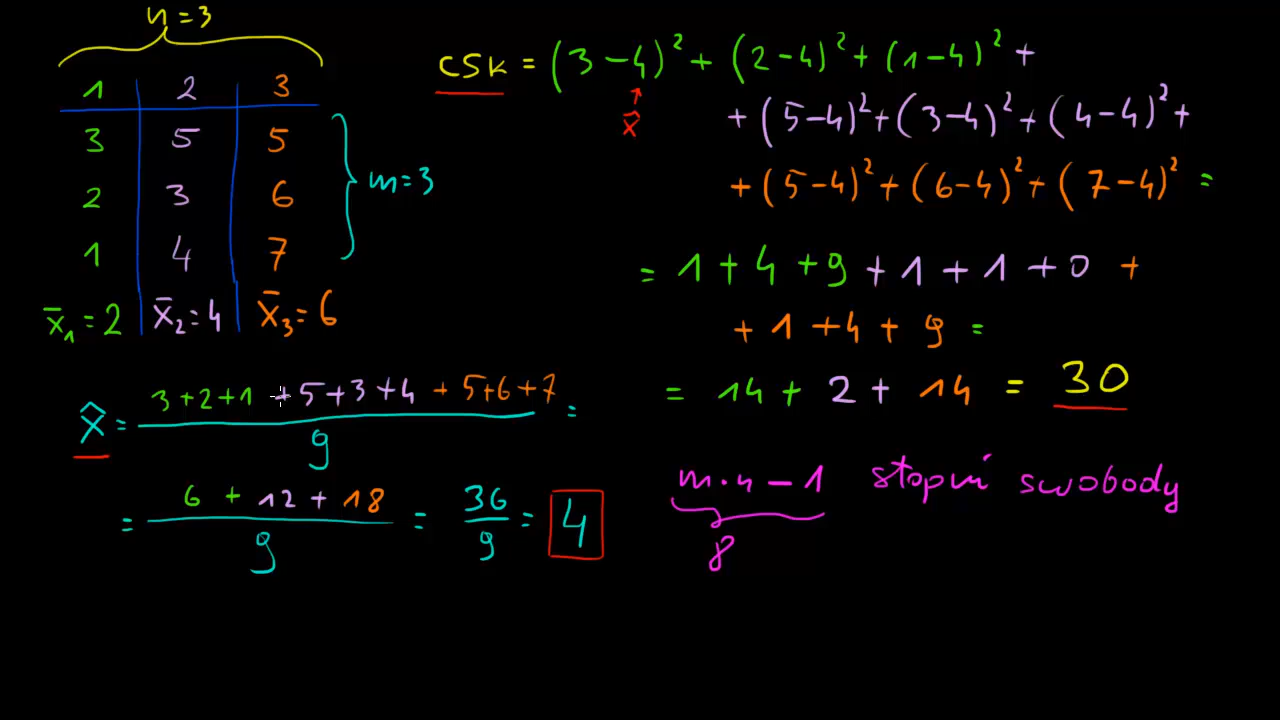 n = 3
1 2 3
3 5 5
2 3 6
1 4 7
m = 3
x̄₁ = 2 x̄₂ = 4 x̄₃ = 6
x̿ = (3+2+1 + 5+3+4 + 5+6+7) / 9 =
= (6 + 12 + 18) / 9 = 36/9 = 4
CSK = (3-4)² + (2-4)² + (1-4)² +
x̿
+ (5-4)² + (3-4)² + (4-4)² +
+ (5-4)² + (6-4)² + (7-4)² =
= 1 + 4 + 9 + 1 + 1 + 0 +
+ 1 + 4 + 9 =
= 14 + 2 + 14 = 30
m·n - 1 stopni swobody
8